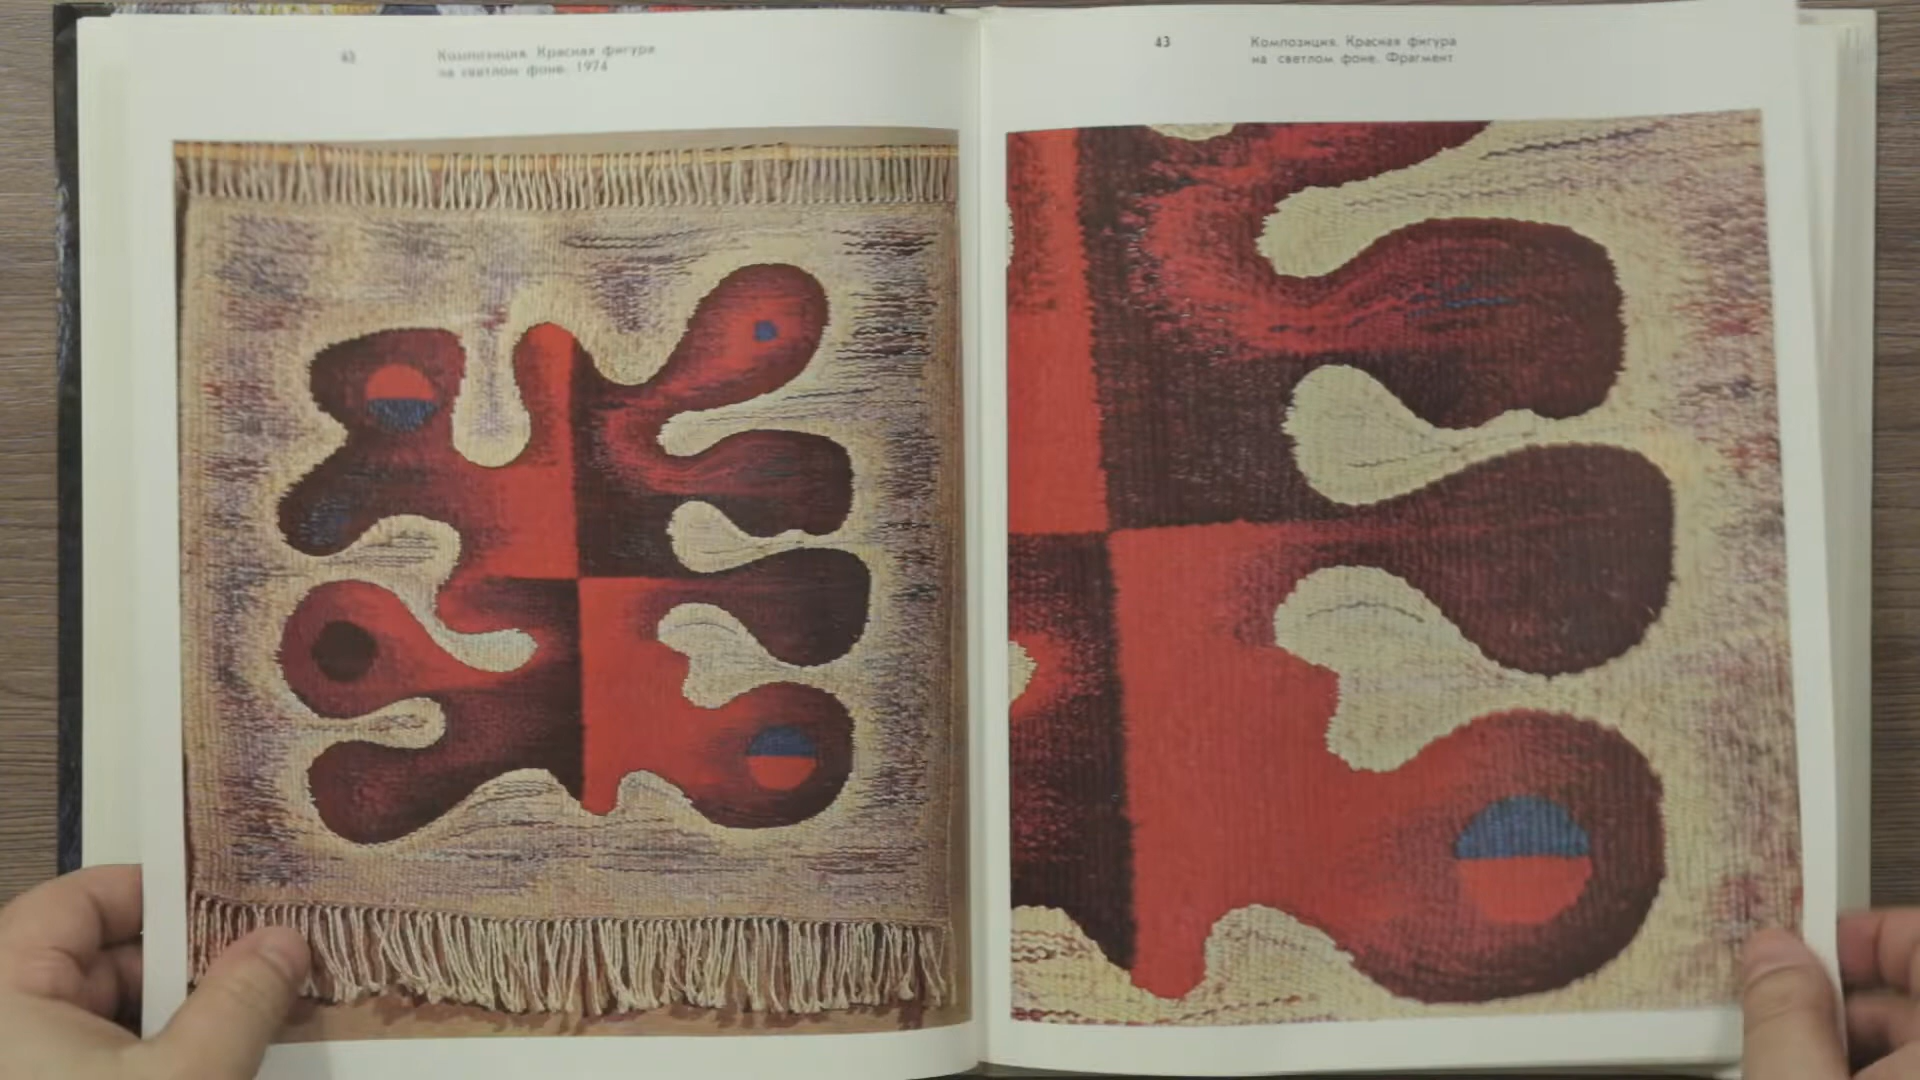 43
Композиция. Красная фигура
на светлом фоне. 1974
43
Композиция. Красная фигура
на светлом фоне. Фрагмент